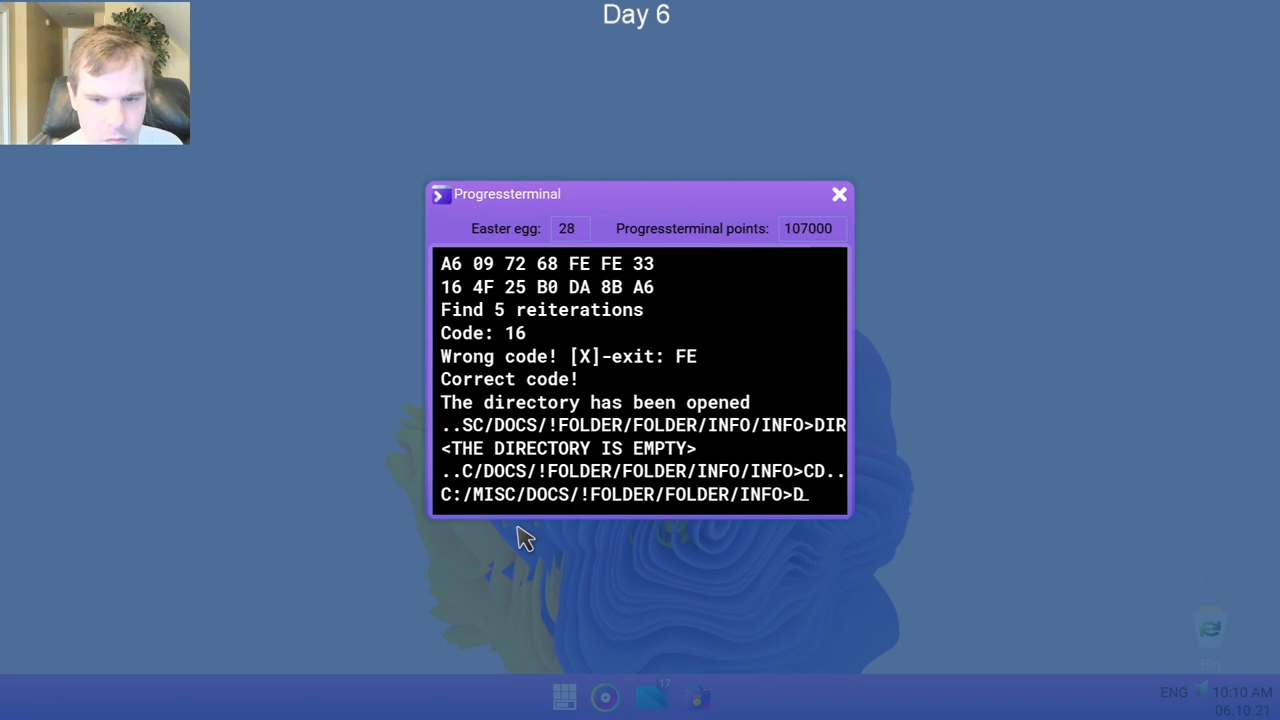 Day 6
Progressterminal
Easter egg: 28 Progressterminal points: 107000
A6 09 72 68 FE FE 33
16 4F 25 B0 DA 8B A6
Find 5 reiterations
Code: 16
Wrong code! [X]-exit: FE
Correct code!
The directory has been opened
..SC/DOCS/!FOLDER/FOLDER/INFO/INFO>DIR
<THE DIRECTORY IS EMPTY>
..C/DOCS/!FOLDER/FOLDER/INFO/INFO>CD..
C:/MISC/DOCS/!FOLDER/FOLDER/INFO>D_
Bin
17
ENG 10:10 AM
06.10.21